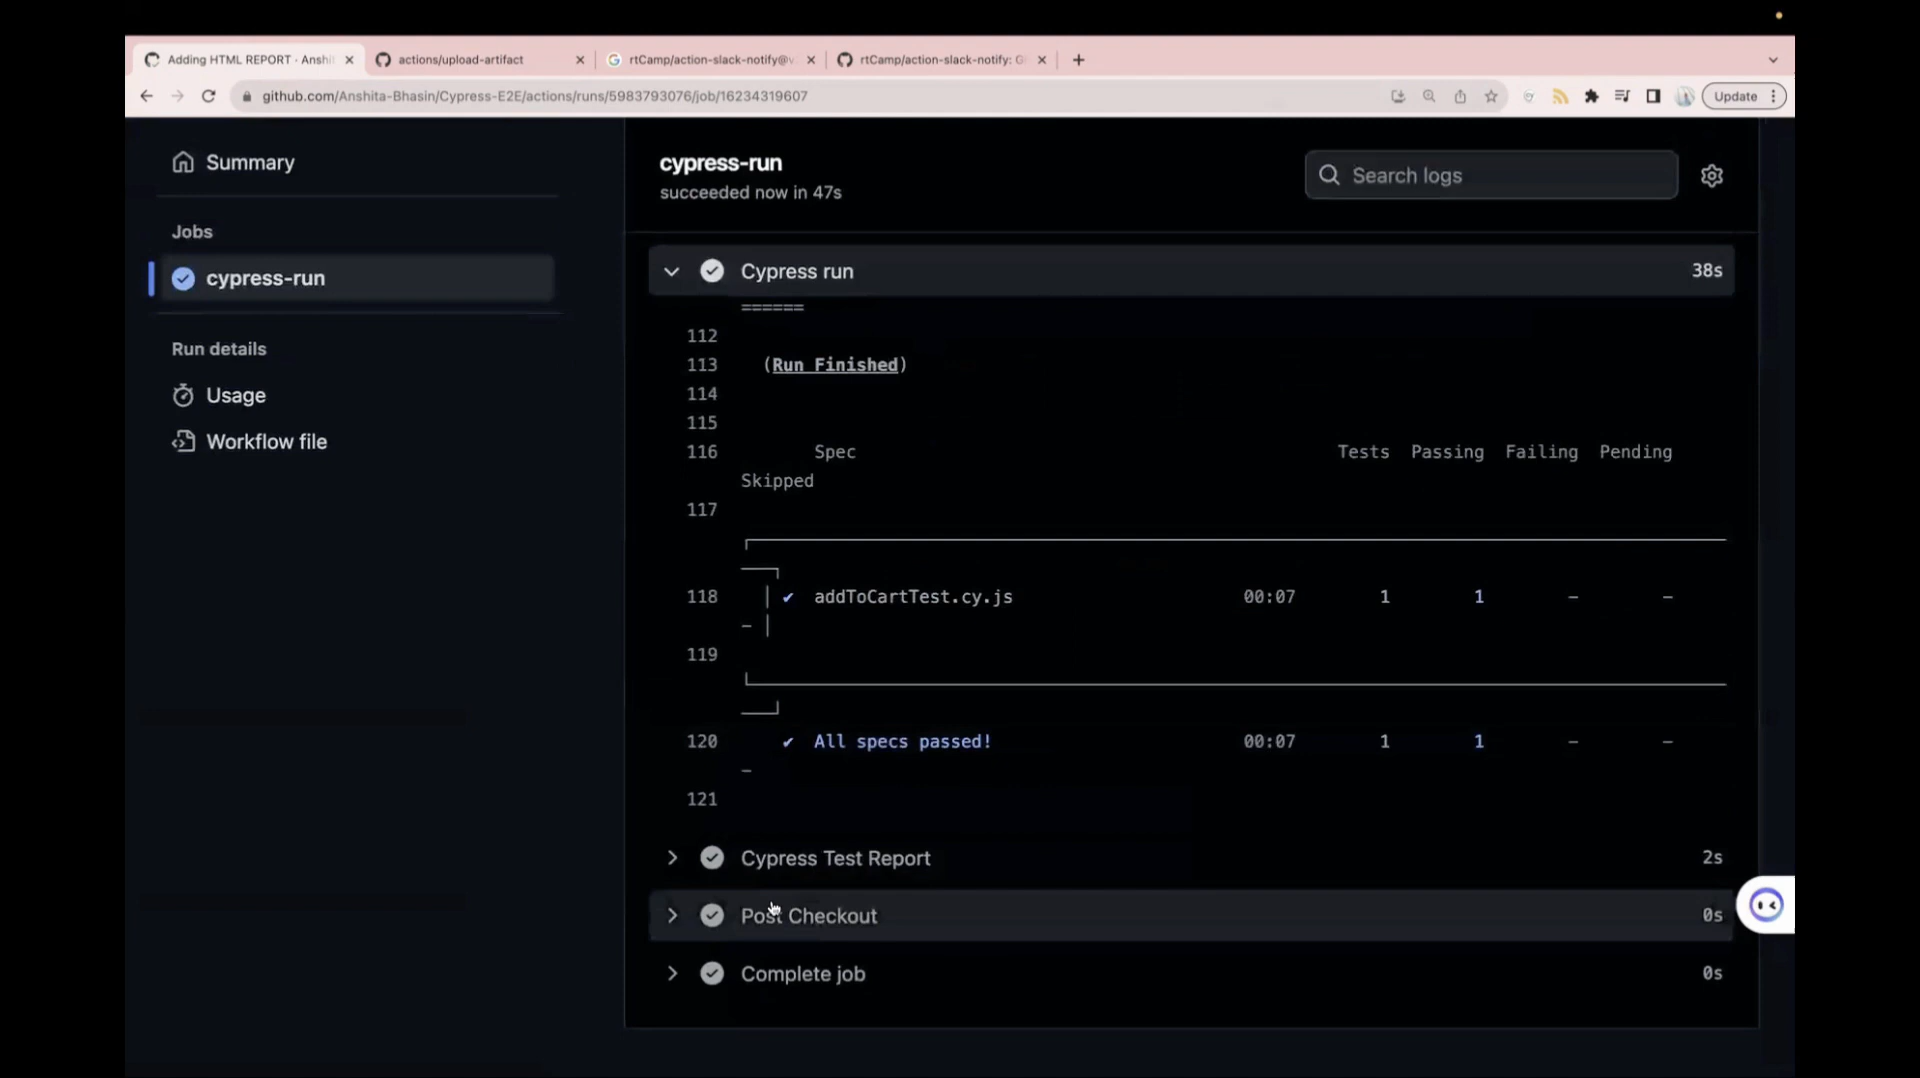 Adding HTML REPORT · Anshi
actions/upload-artifact
rtCamp/action-slack-notify@v
rtCamp/action-slack-notify: G
github.com/Anshita-Bhasin/Cypress-E2E/actions/runs/5983793076/job/16234319607
Update
Summary
Jobs
cypress-run
Run details
Usage
Workflow file
cypress-run
succeeded now in 47s
Search logs
Cypress run 38s
======
112
113 (Run Finished)
114
115
116 Spec Tests Passing Failing Pending
Skipped
117
118 │ ✔ addToCartTest.cy.js 00:07 1 1 – –
– │
119
120 ✔ All specs passed! 00:07 1 1 – –
–
121
Cypress Test Report 2s
Post Checkout 0s
Complete job 0s